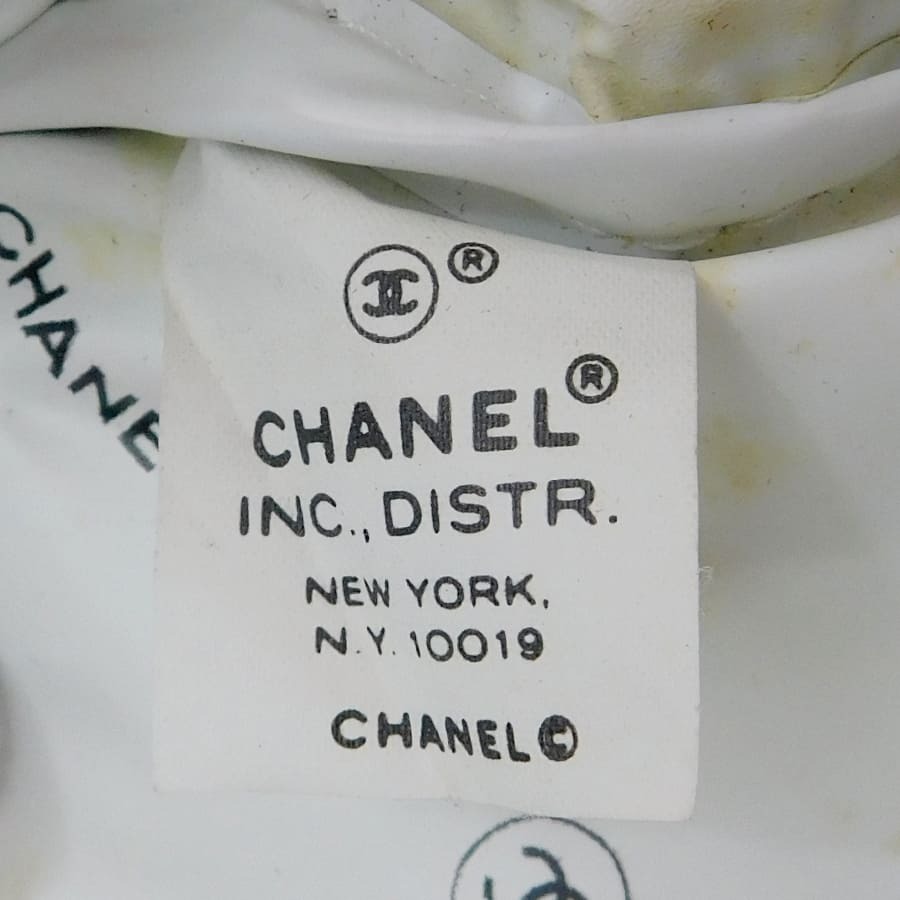 ®
CHANEL®
INC., DISTR.
NEW YORK,
N.Y. 10019
CHANEL©
CHANE